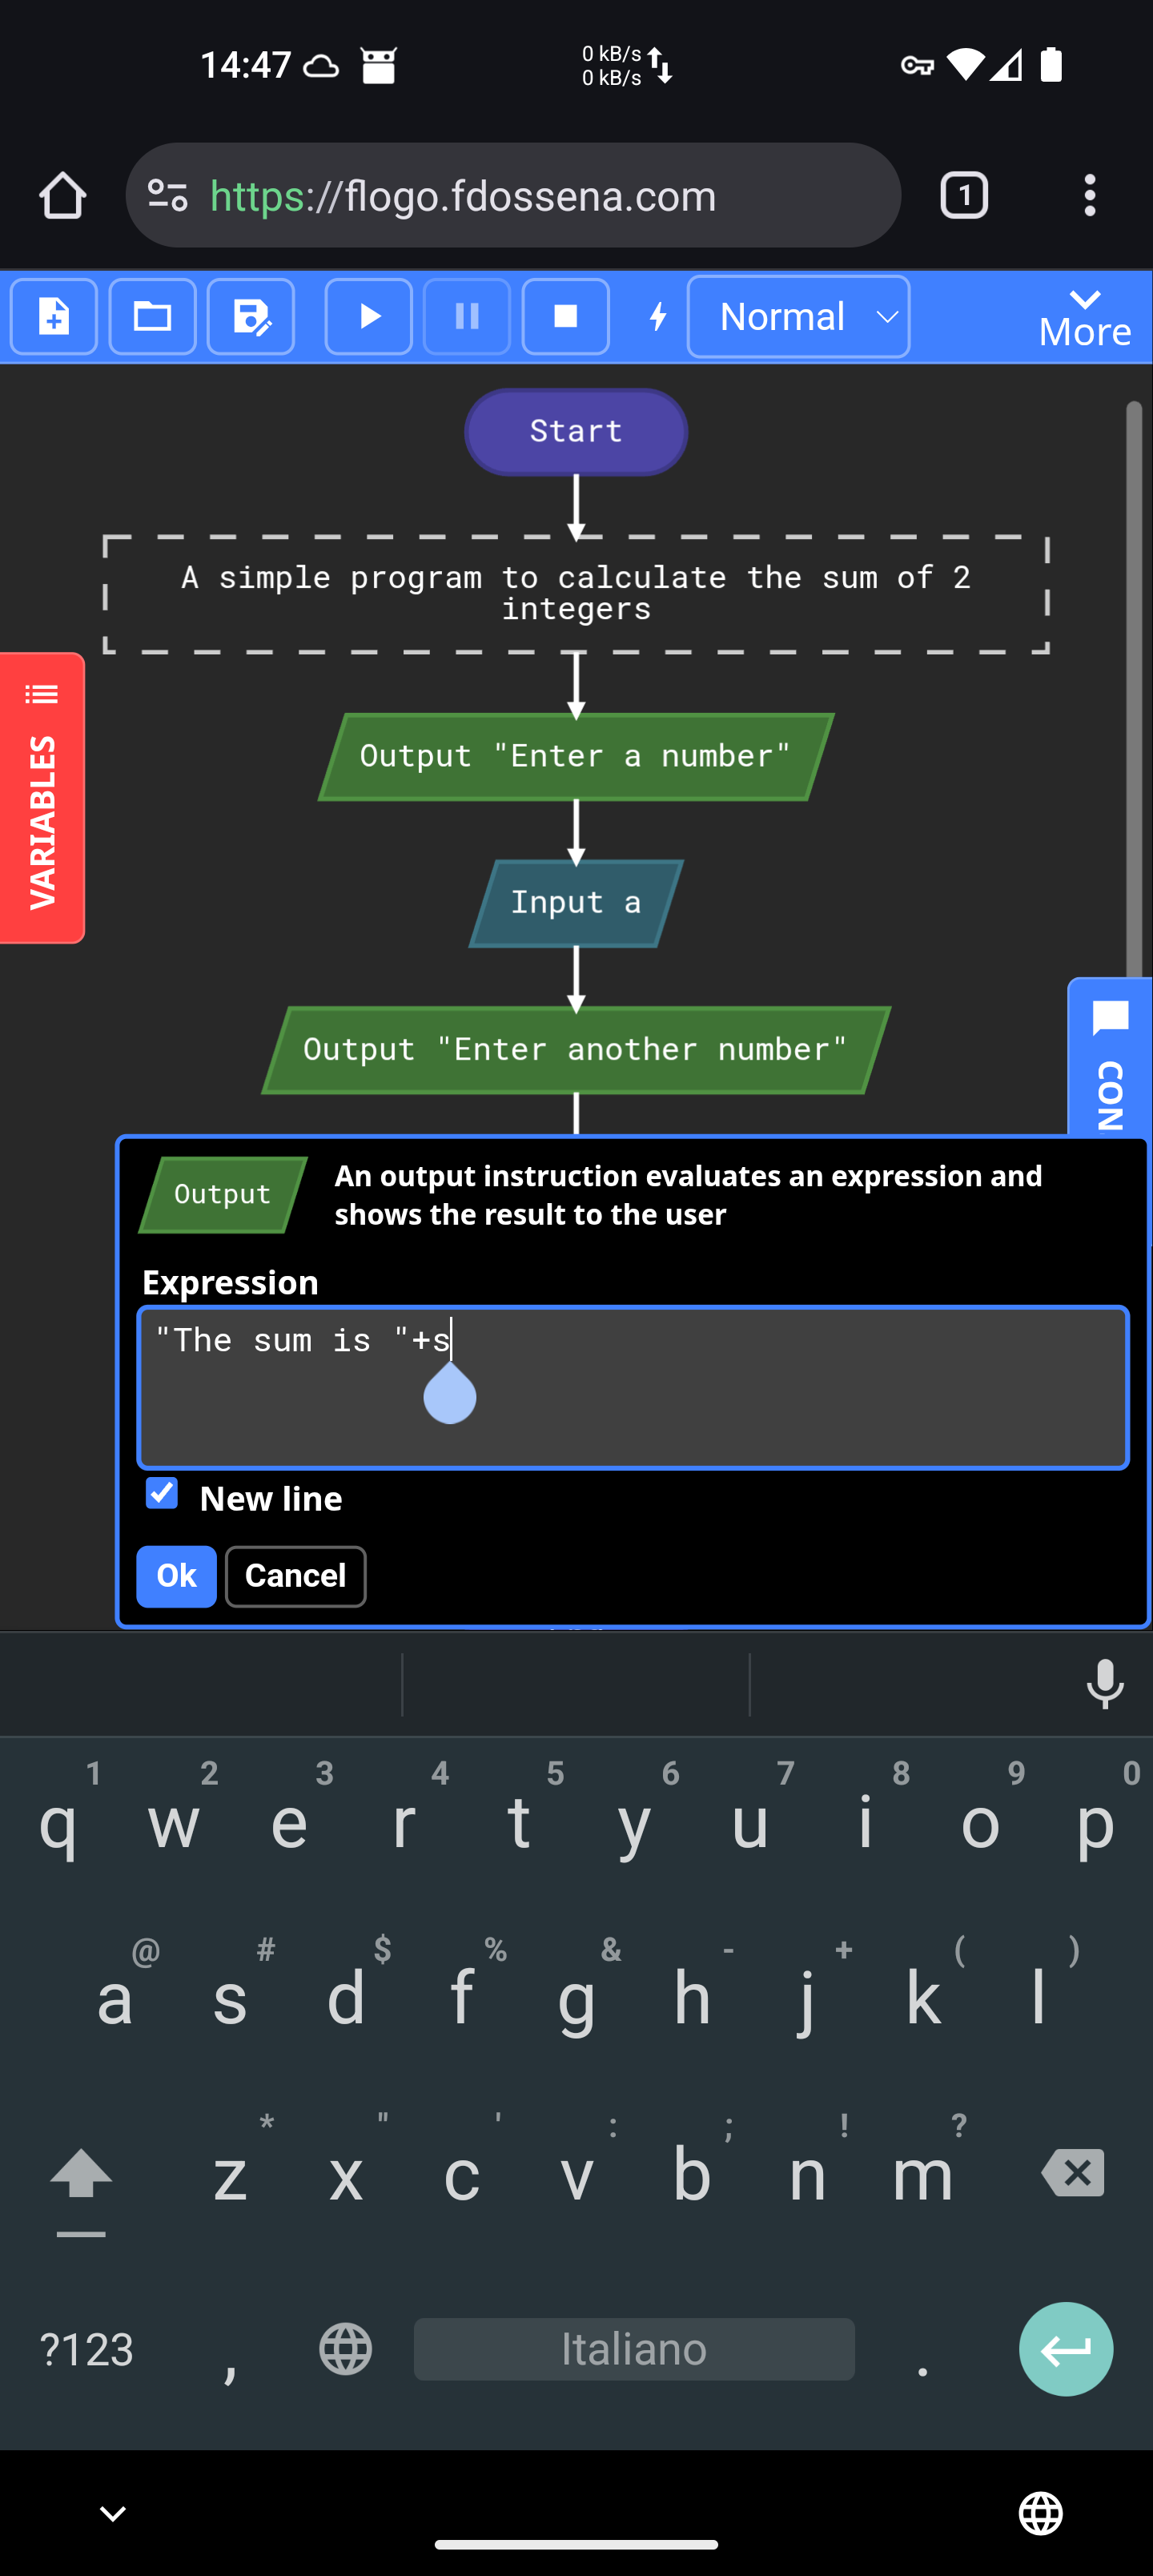 14:47
0 kB/s
0 kB/s
https://flogo.fdossena.com
1
Normal
More
Start
A simple program to calculate the sum of 2
integers
VARIABLES
Output "Enter a number"
Input a
Output "Enter another number"
CON
Output
An output instruction evaluates an expression and
shows the result to the user
Expression
"The sum is "+s
New line
Ok
Cancel
1 2 3 4 5 6 7 8 9 0
q w e r t y u i o p
@ # $ % & - + ( )
a s d f g h j k l
* " ' : ; ! ?
z x c v b n m
?123 , Italiano .